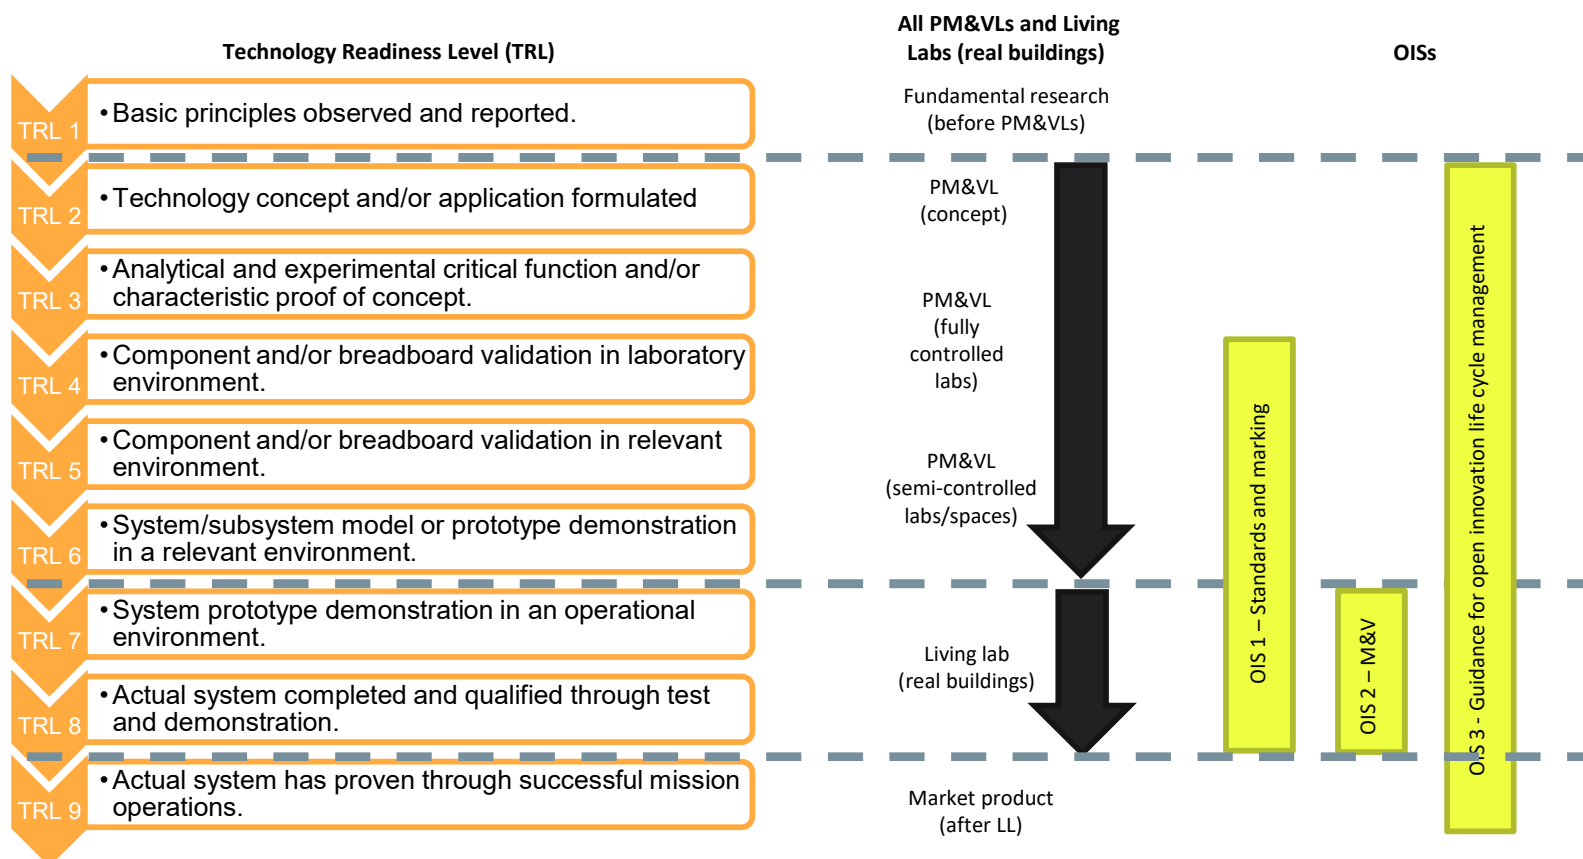 Technology Readiness Level (TRL)
All PM&VLs and Living
Labs (real buildings)
OISs
TRL 1
•Basic principles observed and reported.
Fundamental research
(before PM&VLs)
TRL 2
•Technology concept and/or application formulated
PM&VL
(concept)
TRL 3
•Analytical and experimental critical function and/or
characteristic proof of concept.
PM&VL
(fully
controlled
labs)
TRL 4
•Component and/or breadboard validation in laboratory
environment.
TRL 5
•Component and/or breadboard validation in relevant
environment.
PM&VL
(semi-controlled
labs/spaces)
TRL 6
•System/subsystem model or prototype demonstration
in a relevant environment.
TRL 7
•System prototype demonstration in an operational
environment.
Living lab
(real buildings)
TRL 8
•Actual system completed and qualified through test
and demonstration.
TRL 9
•Actual system has proven through successful mission
operations.
Market product
(after LL)
OIS 1 – Standards and marking
OIS 2 – M&V
OIS 3 - Guidance for open innovation life cycle management